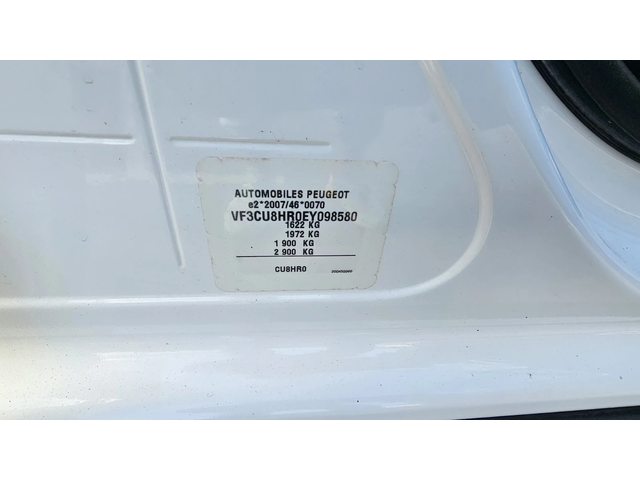 AUTOMOBILES PEUGEOT
e2*2007/46*0070
VF3CU8HR0EY098580
1622 KG
1972 KG
1 900 KG
2 900 KG
CU8HR0